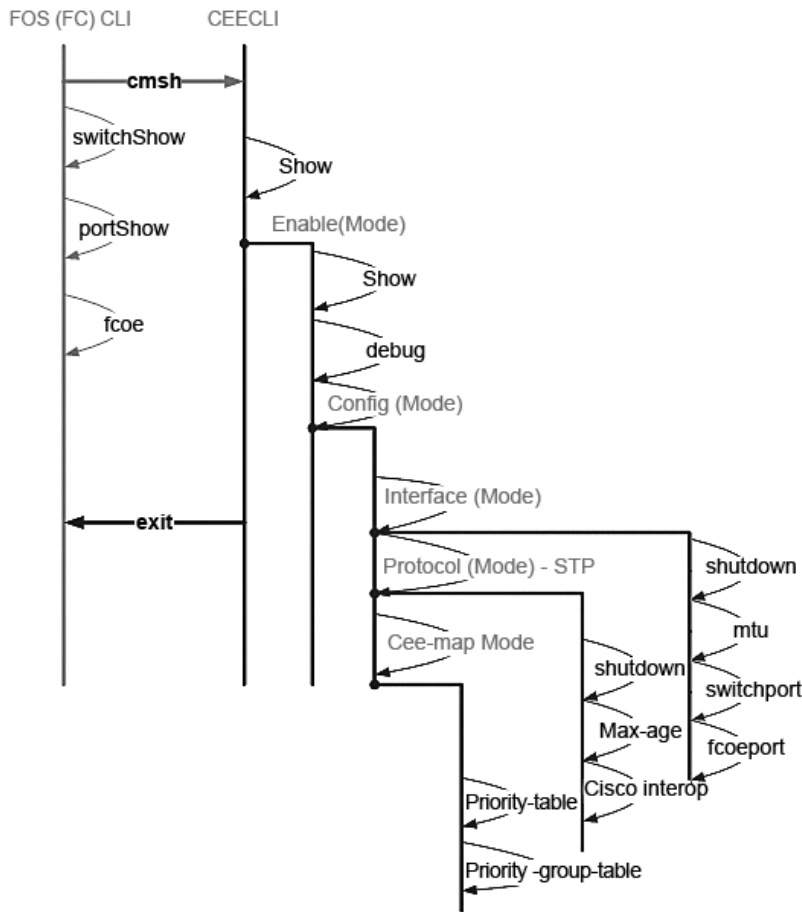 FOS (FC) CLI
CEECLI
cmsh
switchShow
Show
portShow
Enable(Mode)
Show
fcoe
debug
Config (Mode)
Interface (Mode)
exit
Protocol (Mode) - STP
shutdown
mtu
Cee-map Mode
shutdown
switchport
Max-age
fcoeport
Cisco interop
Priority-table
Priority -group-table